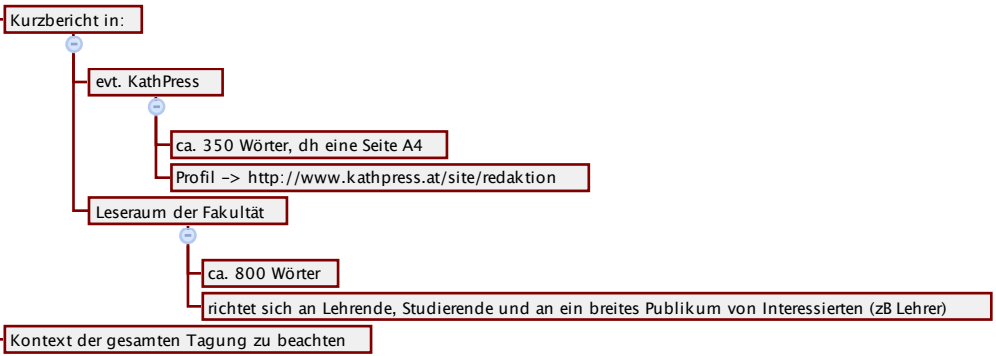 Kurzbericht in:
evt. KathPress
ca. 350 Wörter, dh eine Seite A4
Profil -> http://www.kathpress.at/site/redaktion
Leseraum der Fakultät
ca. 800 Wörter
richtet sich an Lehrende, Studierende und an ein breites Publikum von Interessierten (zB Lehrer)
Kontext der gesamten Tagung zu beachten